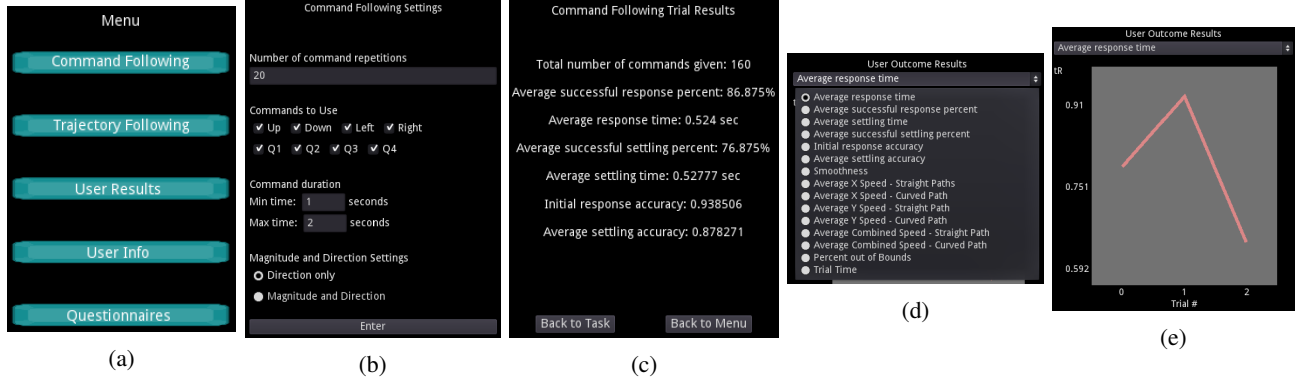 Menu
Command Following
Trajectory Following
User Results
User Info
Questionnaires
(a)
Command Following Settings
Number of command repetitions
20
Commands to Use
Up Down Left Right
Q1 Q2 Q3 Q4
Command duration
Min time: 1 seconds
Max time: 2 seconds
Magnitude and Direction Settings
Direction only
Magnitude and Direction
Enter
(b)
Command Following Trial Results
Total number of commands given: 160
Average successful response percent: 86.875%
Average response time: 0.524 sec
Average successful settling percent: 76.875%
Average settling time: 0.52777 sec
Initial response accuracy: 0.938506
Average settling accuracy: 0.878271
Back to Task Back to Menu
(c)
User Outcome Results
Average response time
Average response time
Average successful response percent
Average settling time
Average successful settling percent
Initial response accuracy
Average settling accuracy
Smoothness
Average X Speed - Straight Paths
Average X Speed - Curved Path
Average Y Speed - Straight Path
Average Y Speed - Curved Path
Average Combined Speed - Straight Path
Average Combined Speed - Curved Path
Percent out of Bounds
Trial Time
(d)
User Outcome Results
Average response time
tR
0.91
0.751
0.592
0 1 2
Trial #
(e)